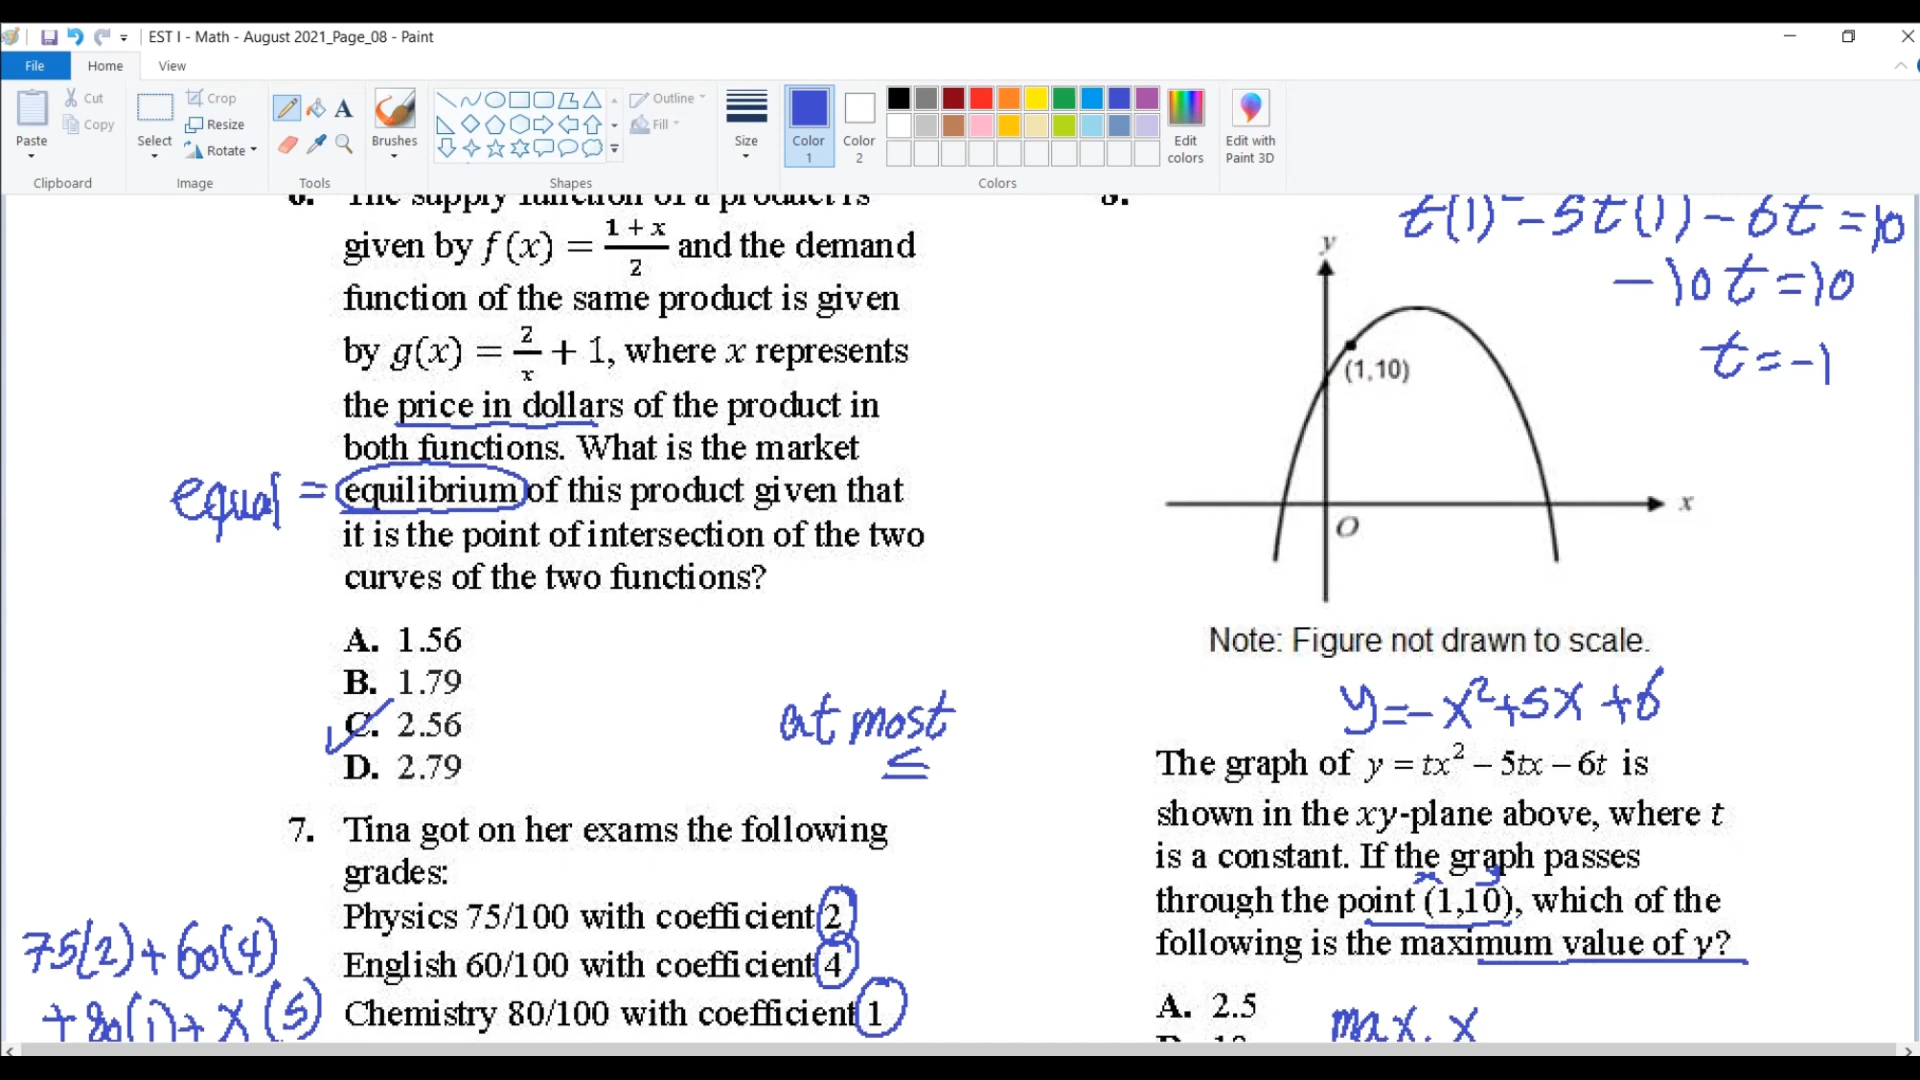 EST I - Math - August 2021_Page_08 - Paint
File Home View
Paste
Cut
Copy
Clipboard
Select
Crop
Resize
Rotate
Image
Tools
Brushes
Outline
Fill
Shapes
Size
Color 1
Color 2
Edit colors
Edit with Paint 3D
Colors
6. The supply function of a product is
given by f(x) = (1 + x)/2 and the demand
function of the same product is given
by g(x) = 2/x + 1, where x represents
the price in dollars of the product in
both functions. What is the market
equal = equilibrium of this product given that
it is the point of intersection of the two
curves of the two functions?
A. 1.56
B. 1.79
C. 2.56
D. 2.79
at most
≤
7. Tina got on her exams the following
grades:
Physics 75/100 with coefficient 2
English 60/100 with coefficient 4
Chemistry 80/100 with coefficient 1
75(2)+60(4)
+80(1)+x(5)
t(1)² - 5t(1) - 6t = 10
-10t = 10
t = -1
y
(1,10)
x
O
Note: Figure not drawn to scale.
y = -x² + 5x + 6
The graph of y = tx² − 5tx − 6t is
shown in the xy-plane above, where t
is a constant. If the graph passes
x y
through the point (1,10), which of the
following is the maximum value of y?
A. 2.5
max. x